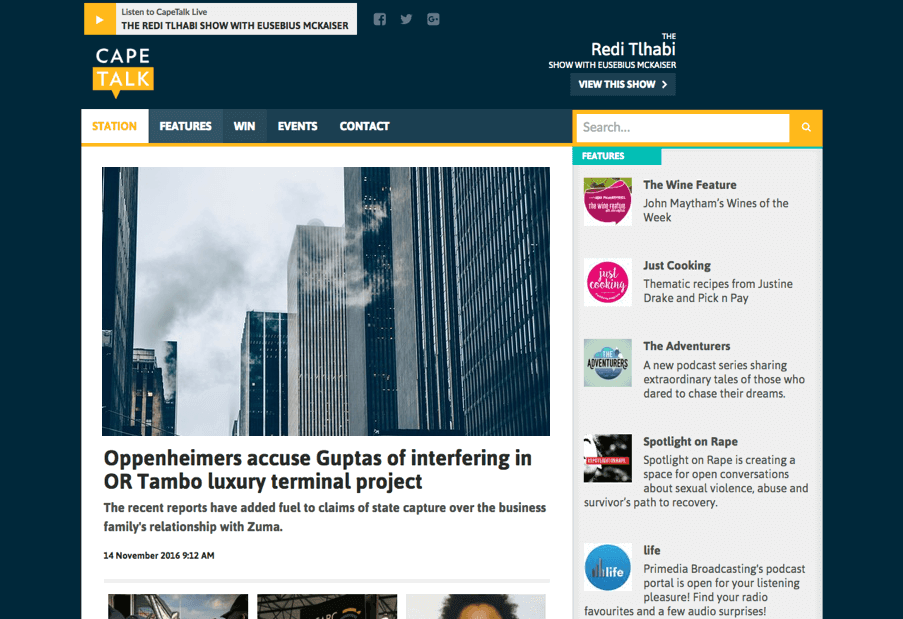 Listen to CapeTalk Live
THE REDI TLHABI SHOW WITH EUSEBIUS MCKAISER
CAPE
TALK
THE
Redi Tlhabi
SHOW WITH EUSEBIUS MCKAISER
VIEW THIS SHOW
STATION
FEATURES
WIN
EVENTS
CONTACT
Search...
Oppenheimers accuse Guptas of interfering in
OR Tambo luxury terminal project
The recent reports have added fuel to claims of state capture over the business
family's relationship with Zuma.
14 November 2016 9:12 AM
FEATURES
the wine feature
The Wine Feature
John Maytham's Wines of the
Week
just
cooking
Just Cooking
Thematic recipes from Justine
Drake and Pick n Pay
THE
ADVENTURERS
The Adventurers
A new podcast series sharing
extraordinary tales of those who
dared to chase their dreams.
#SPOTLIGHTONRAPE
Spotlight on Rape
Spotlight on Rape is creating a
space for open conversations
about sexual violence, abuse and
survivor's path to recovery.
life
life
Primedia Broadcasting's podcast
portal is open for your listening
pleasure! Find your radio
favourites and a few audio surprises!